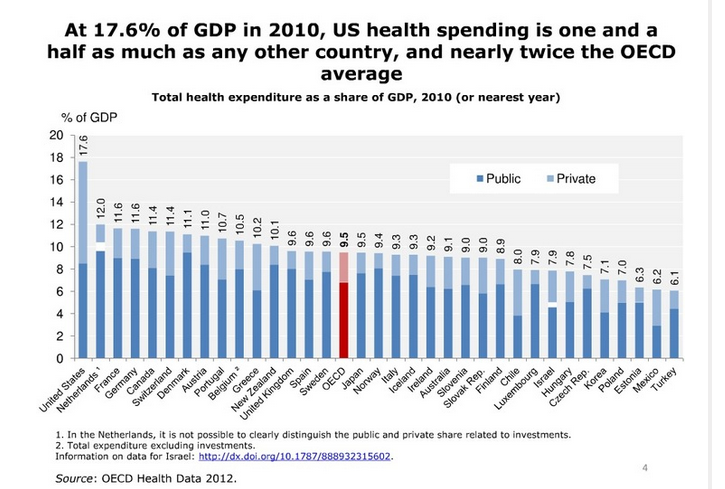 At 17.6% of GDP in 2010, US health spending is one and a
half as much as any other country, and nearly twice the OECD
average
Total health expenditure as a share of GDP, 2010 (or nearest year)
% of GDP
20
18
16
14
12
10
8
6
4
2
0
Public
Private
17.6
12.0
11.6
11.6
11.4
11.4
11.1
11.0
10.7
10.5
10.2
10.1
9.6
9.6
9.6
9.5
9.5
9.4
9.3
9.3
9.2
9.1
9.0
9.0
8.9
8.0
7.9
7.9
7.8
7.5
7.1
7.0
6.3
6.2
6.1
United States
Netherlands ¹
France
Germany
Canada
Switzerland
Denmark
Austria
Portugal
Belgium ²
Greece
New Zealand
United Kingdom
Spain
Sweden
OECD
Japan
Norway
Italy
Iceland
Ireland
Australia
Slovenia
Slovak Rep.
Finland
Chile
Luxembourg
Israel
Hungary
Czech Rep.
Korea
Poland
Estonia
Mexico
Turkey
1. In the Netherlands, it is not possible to clearly distinguish the public and private share related to investments.
2. Total expenditure excluding investments.
Information on data for Israel: http://dx.doi.org/10.1787/888932315602.
Source: OECD Health Data 2012.
4